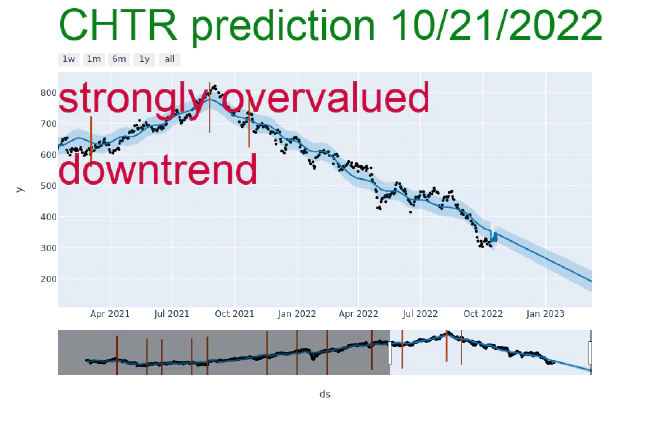 CHTR prediction 10/21/2022
1w 1m 6m 1y all
strongly overvalued
downtrend
800
700
600
500
400
300
200
y
Apr 2021 Jul 2021 Oct 2021 Jan 2022 Apr 2022 Jul 2022 Oct 2022 Jan 2023
ds